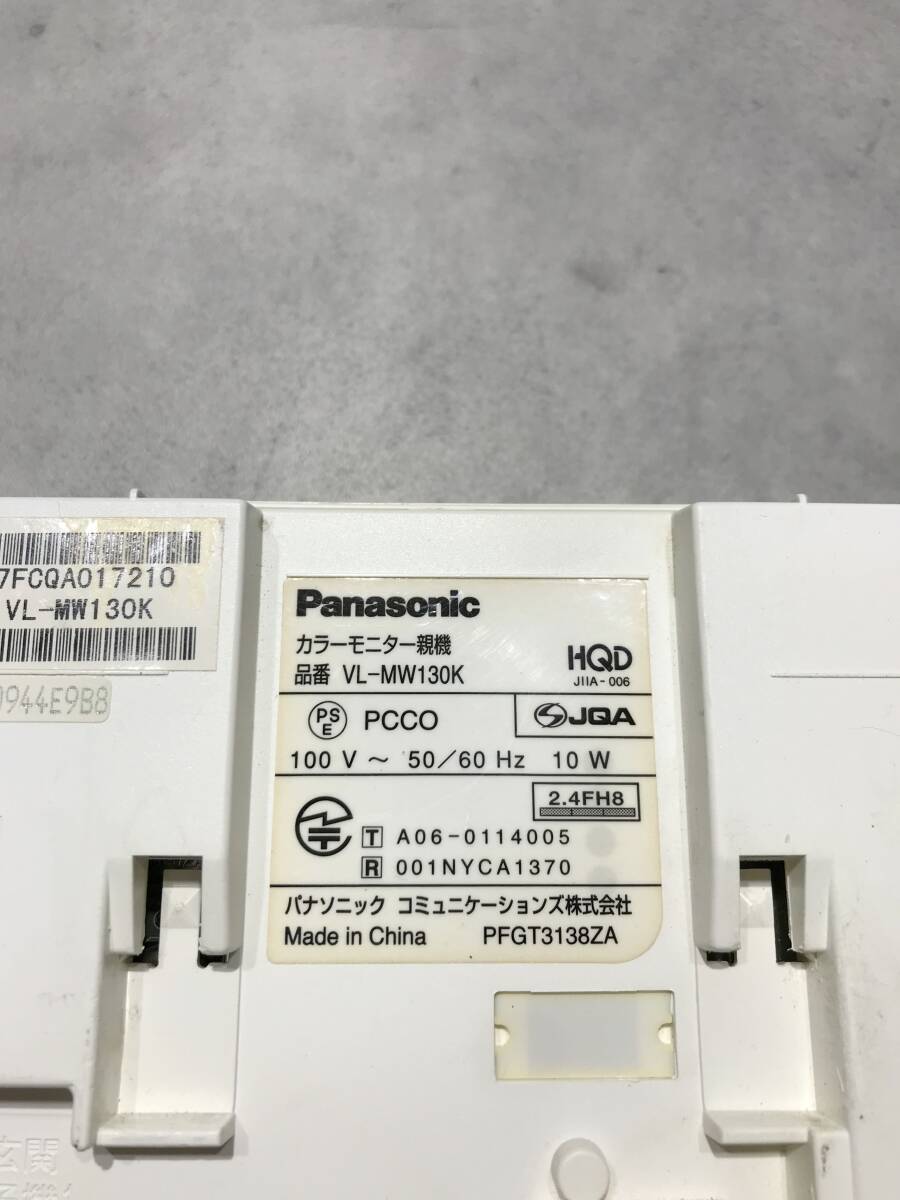 7FCQA017210
VL-MW130K
0944E9B8
Panasonic
カラーモニター親機
品番 VL-MW130K
HQD
JIIA-006
PSE PCCO
JQA
100 V ～ 50/60 Hz 10 W
2.4FH8
T A06-0114005
R 001NYCA1370
パナソニック コミュニケーションズ株式会社
Made in China PFGT3138ZA
玄関